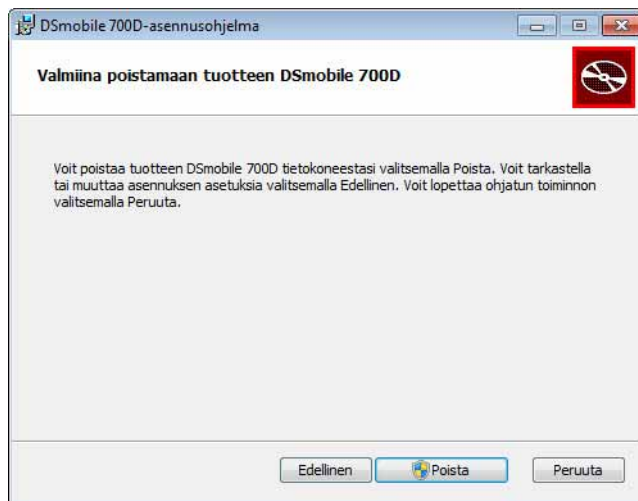 DSmobile 700D-asennusohjelma
Valmiina poistamaan tuotteen DSmobile 700D
Voit poistaa tuotteen DSmobile 700D tietokoneestasi valitsemalla Poista. Voit tarkastella
tai muuttaa asennuksen asetuksia valitsemalla Edellinen. Voit lopettaa ohjatun toiminnon
valitsemalla Peruuta.
Edellinen Poista Peruuta